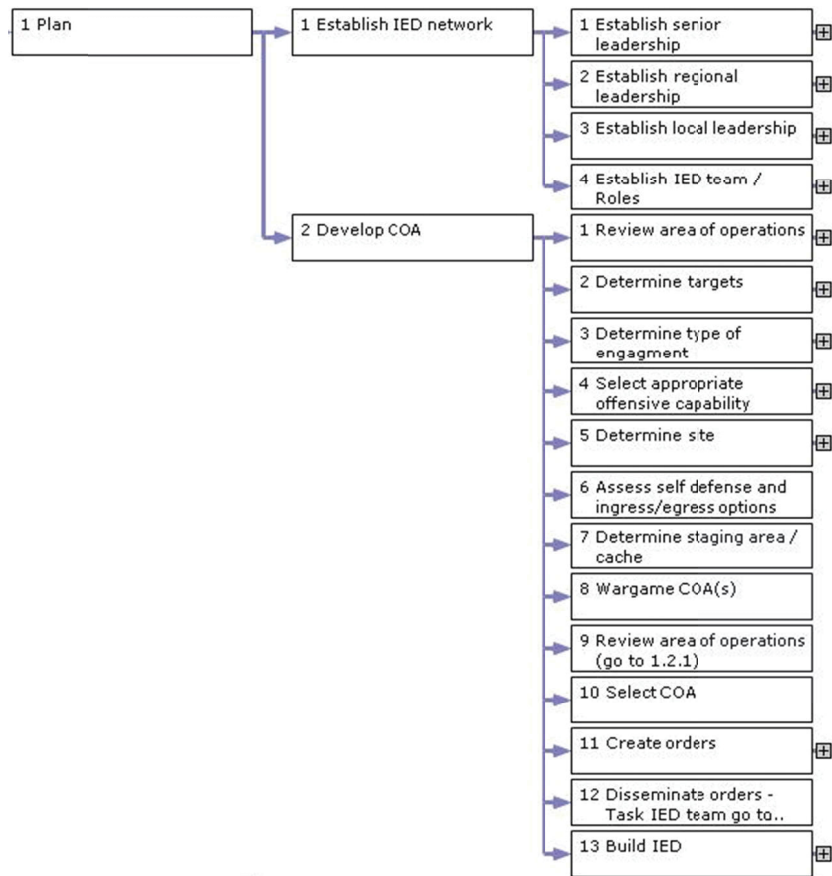 1 Plan
1 Establish IED network
1 Establish senior
leadership
2 Establish regional
leadership
3 Establish local leadership
4 Establish IED team /
Roles
2 Develop COA
1 Review area of operations
2 Determine targets
3 Determine type of
engagment
4 Select appropriate
offensive capability
5 Determine site
6 Assess self defense and
ingress/egress options
7 Determine staging area /
cache
8 Wargame COA(s)
9 Review area of operations
(go to 1.2.1)
10 Select COA
11 Create orders
12 Disseminate orders -
Task IED team go to..
13 Build IED